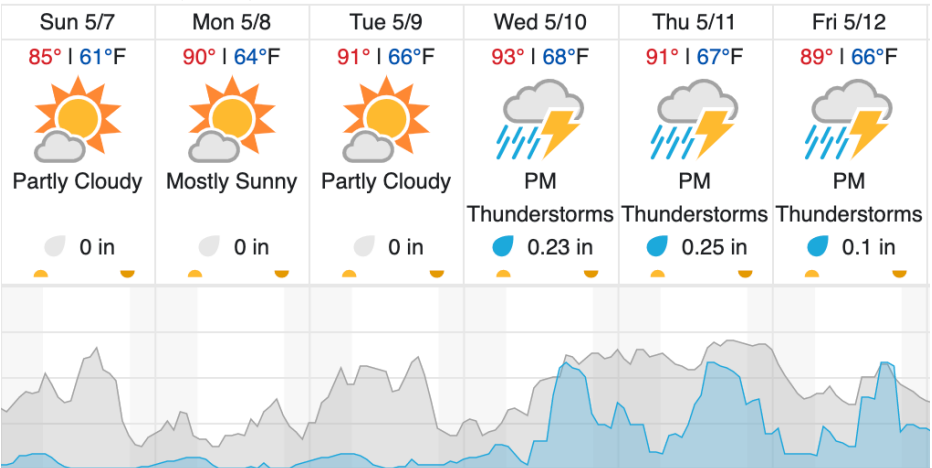 Sun 5/7 Mon 5/8 Tue 5/9 Wed 5/10 Thu 5/11 Fri 5/12
85° | 61°F 90° | 64°F 91° | 66°F 93° | 68°F 91° | 67°F 89° | 66°F
Partly Cloudy Mostly Sunny Partly Cloudy PM PM PM
Thunderstorms Thunderstorms Thunderstorms
0 in 0 in 0 in 0.23 in 0.25 in 0.1 in